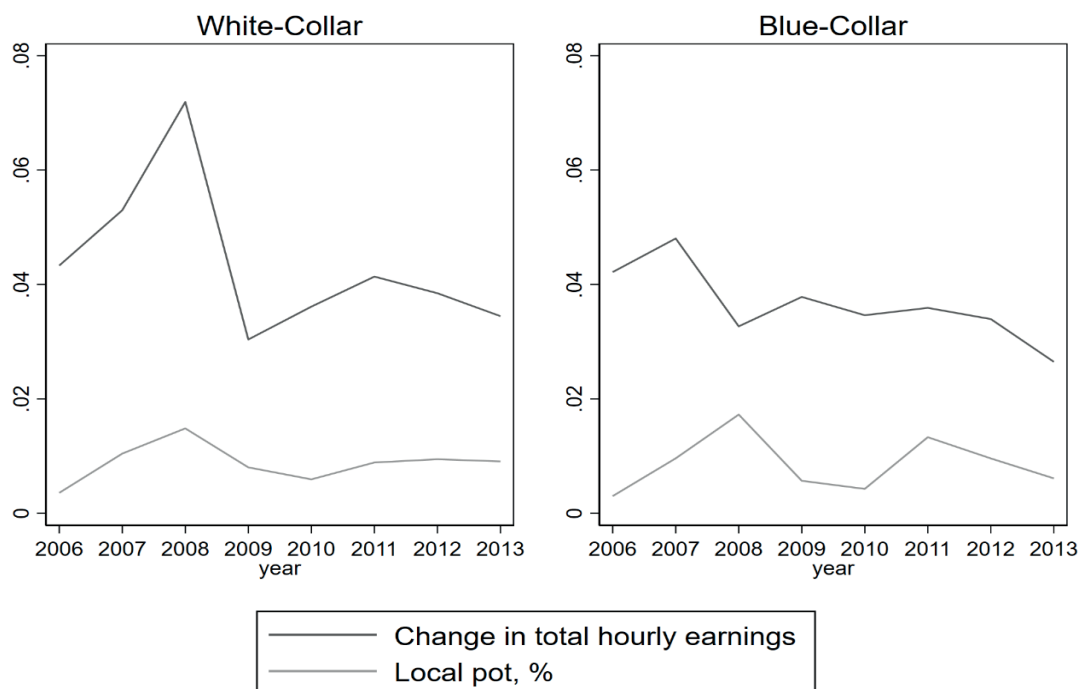 White-Collar
.08
.06
.04
.02
0
2006 2007 2008 2009 2010 2011 2012 2013
year
Blue-Collar
.08
.06
.04
.02
0
2006 2007 2008 2009 2010 2011 2012 2013
year
Change in total hourly earnings
Local pot, %